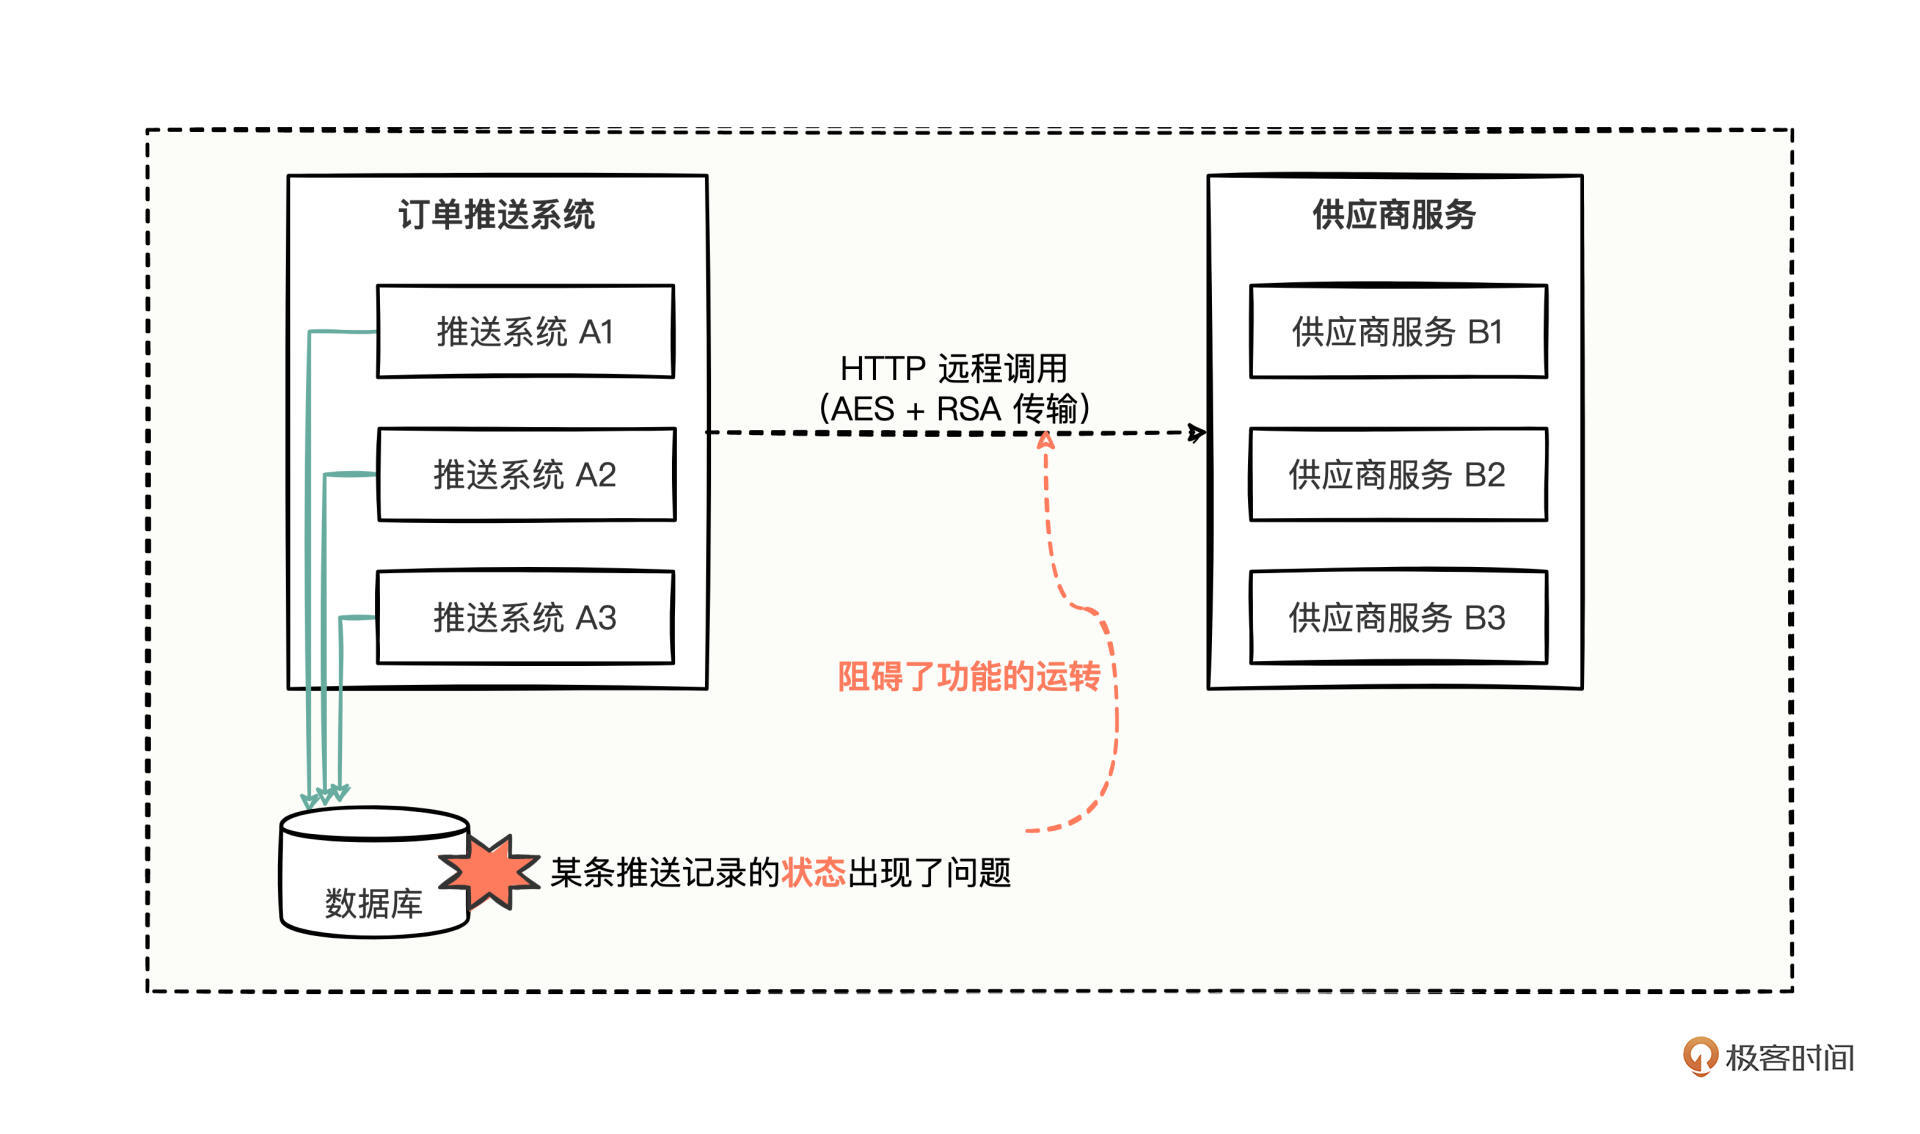 订单推送系统
推送系统 A1
推送系统 A2
推送系统 A3
HTTP 远程调用
(AES + RSA 传输)
供应商服务
供应商服务 B1
供应商服务 B2
供应商服务 B3
阻碍了功能的运转
数据库
某条推送记录的状态出现了问题
极客时间